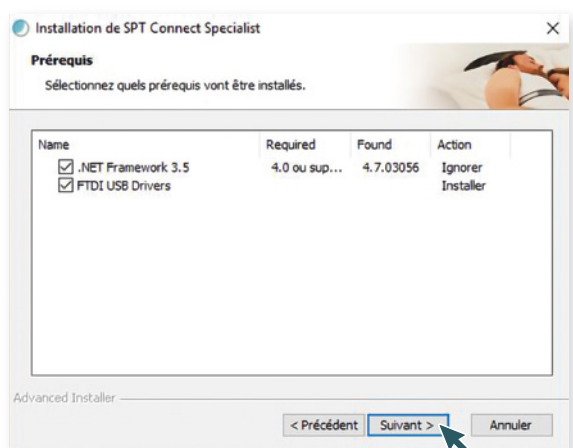 Installation de SPT Connect Specialist
Prérequis
Sélectionnez quels prérequis vont être installés.
Name Required Found Action
.NET Framework 3.5 4.0 ou sup... 4.7.03056 Ignorer
FTDI USB Drivers Installer
Advanced Installer
< Précédent Suivant > Annuler